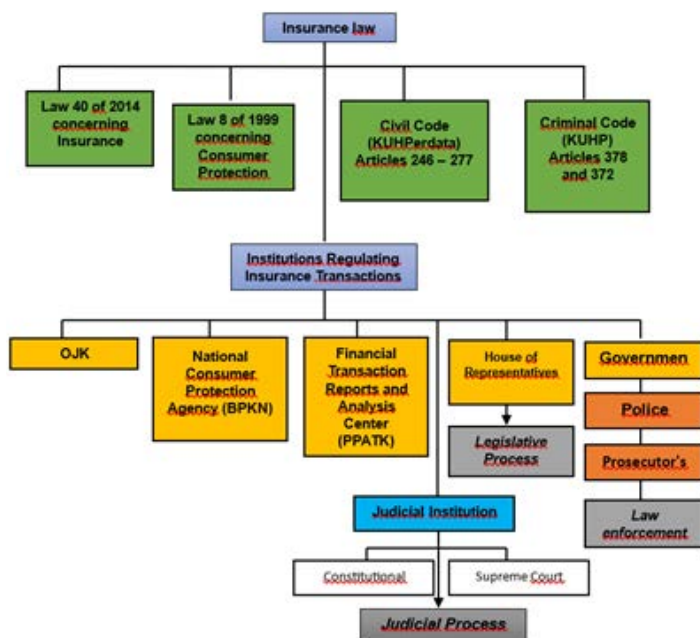 Insurance law
Law 40 of 2014
concerning
Insurance
Law 8 of 1999
concerning
Consumer
Protection
Civil Code
(KUHPerdata)
Articles 246 – 277
Criminal Code
(KUHP)
Articles 378
and 372
Institutions Regulating
Insurance Transactions
OJK
National
Consumer
Protection
Agency (BPKN)
Financial
Transaction
Reports and
Analysis
Center
(PPATK)
House of
Representatives
Governmen
Legislative
Process
Police
Prosecutor's
Law
enforcement
Judicial Institution
Constitutional
Supreme Court
Judicial Process